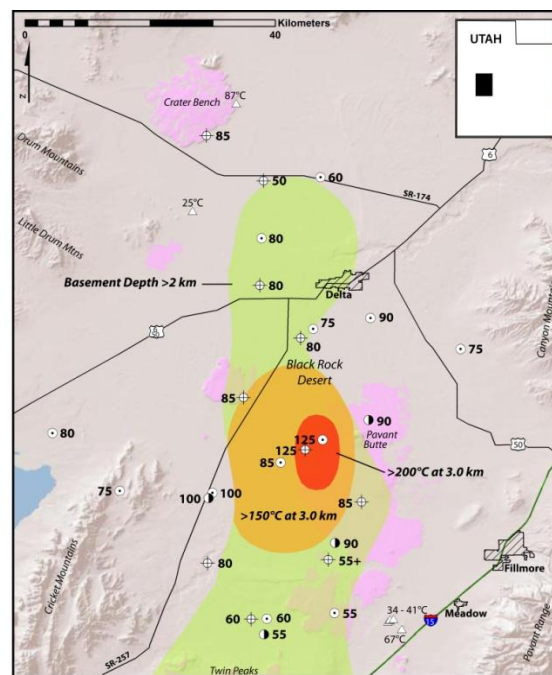 Kilometers
0 40
UTAH
N
Crater Bench
87°C
85
Drum Mountains
6
50
60
SR-174
25°C
Little Drum Mtns
80
Basement Depth >2 km
80
Delta
Canyon Mountains
75
90
6
80
75
Black Rock
Desert
85
90
80
Pavant
Butte
125
125
50
85
>200°C at 3.0 km
75
100
100
85
>150°C at 3.0 km
90
Fillmore
80
55+
Cricket Mountains
34 - 41°C
Meadow
60
60
55
15
55
67°C
Pavant Range
SR-257
Twin Peaks